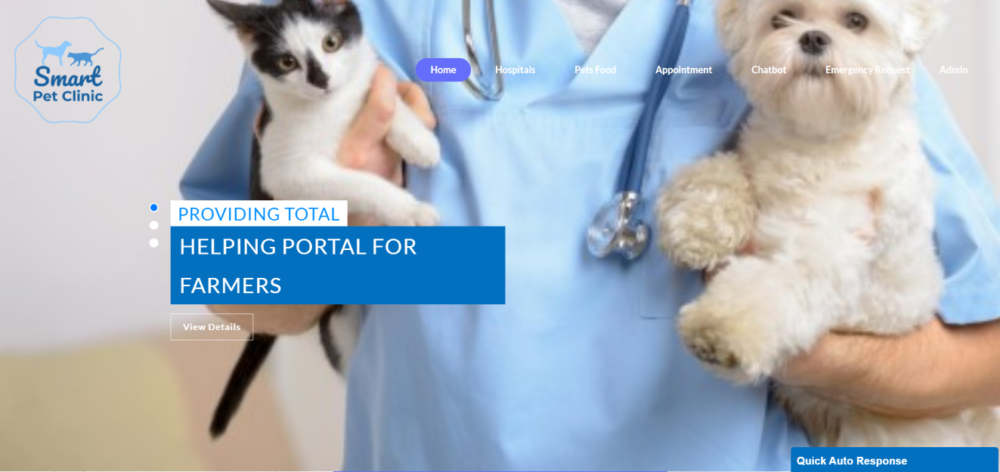 Smart
Pet Clinic
Home
Hospitals
Pets Food
Appointment
Chatbot
Emergency Request
Admin
PROVIDING TOTAL
HELPING PORTAL FOR
FARMERS
View Details
Quick Auto Response